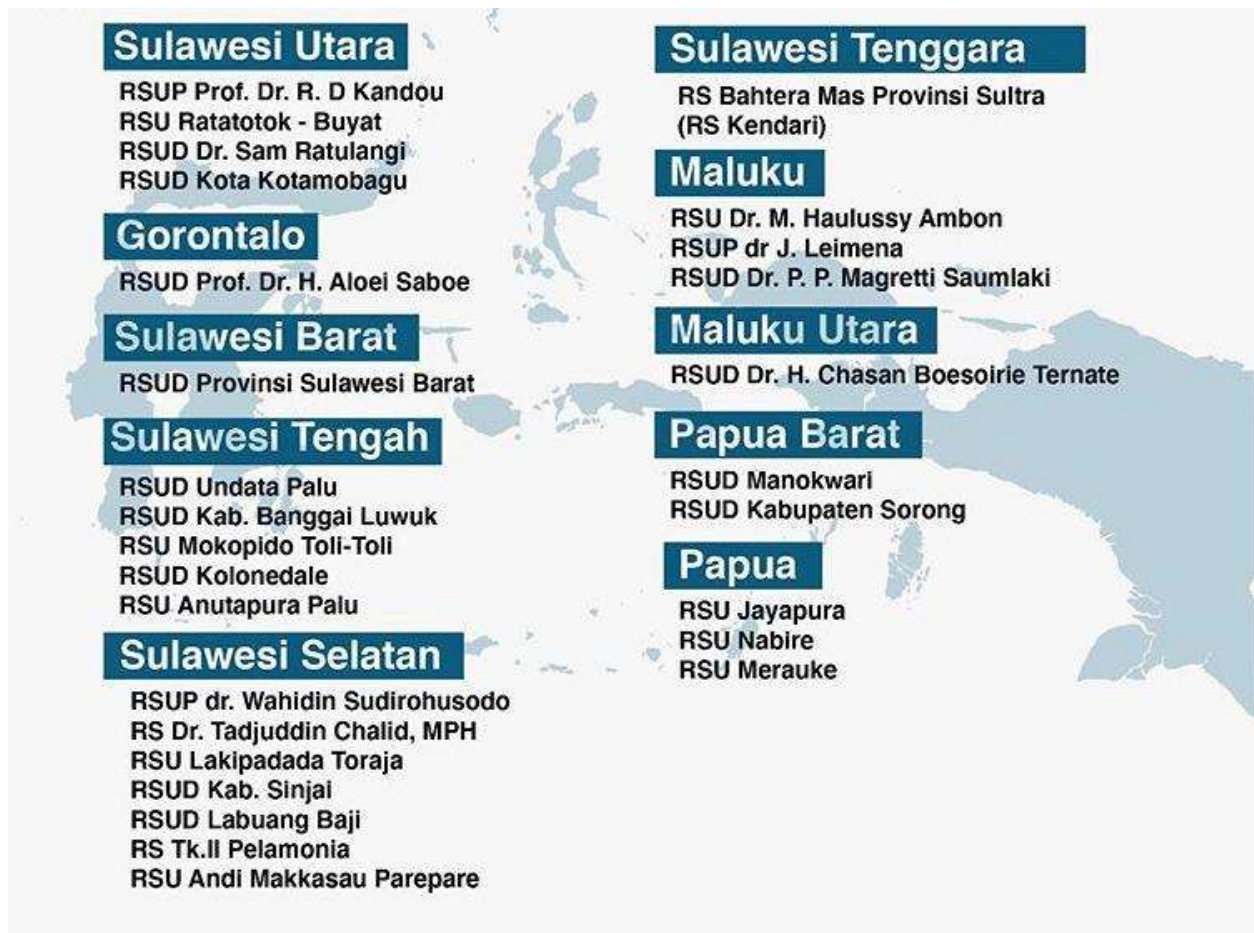 Sulawesi Utara
RSUP Prof. Dr. R. D Kandou
RSU Ratatotok - Buyat
RSUD Dr. Sam Ratulangi
RSUD Kota Kotamobagu
Gorontalo
RSUD Prof. Dr. H. Aloei Saboe
Sulawesi Barat
RSUD Provinsi Sulawesi Barat
Sulawesi Tengah
RSUD Undata Palu
RSUD Kab. Banggai Luwuk
RSU Mokopido Toli-Toli
RSUD Kolonedale
RSU Anutapura Palu
Sulawesi Selatan
RSUP dr. Wahidin Sudirohusodo
RS Dr. Tadjuddin Chalid, MPH
RSU Lakipadada Toraja
RSUD Kab. Sinjai
RSUD Labuang Baji
RS Tk.II Pelamonia
RSU Andi Makkasau Parepare
Sulawesi Tenggara
RS Bahtera Mas Provinsi Sultra
(RS Kendari)
Maluku
RSU Dr. M. Haulussy Ambon
RSUP dr J. Leimena
RSUD Dr. P. P. Magretti Saumlaki
Maluku Utara
RSUD Dr. H. Chasan Boesoirie Ternate
Papua Barat
RSUD Manokwari
RSUD Kabupaten Sorong
Papua
RSU Jayapura
RSU Nabire
RSU Merauke